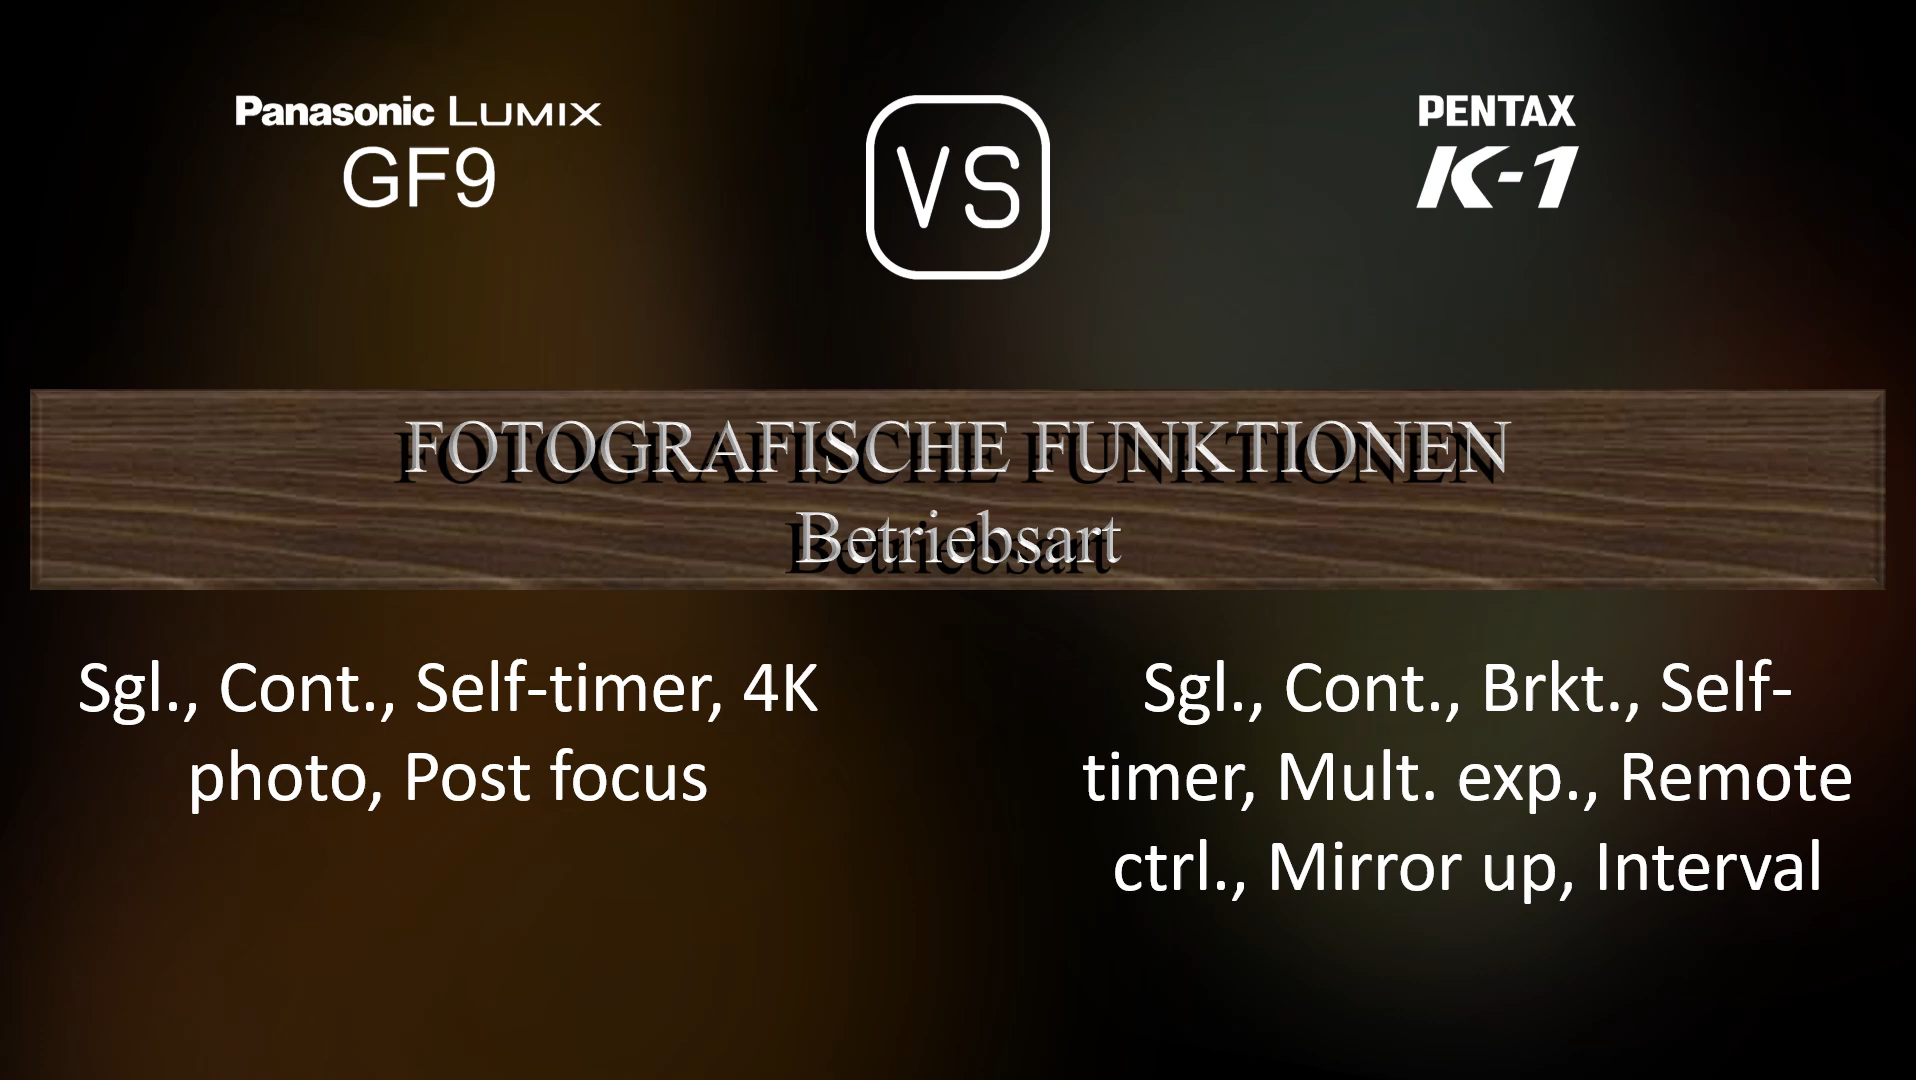 Panasonic LUMIX
GF9
VS
PENTAX
K-1
FOTOGRAFISCHE FUNKTIONEN
Betriebsart
Sgl., Cont., Self-timer, 4K
photo, Post focus
Sgl., Cont., Brkt., Self-
timer, Mult. exp., Remote
ctrl., Mirror up, Interval